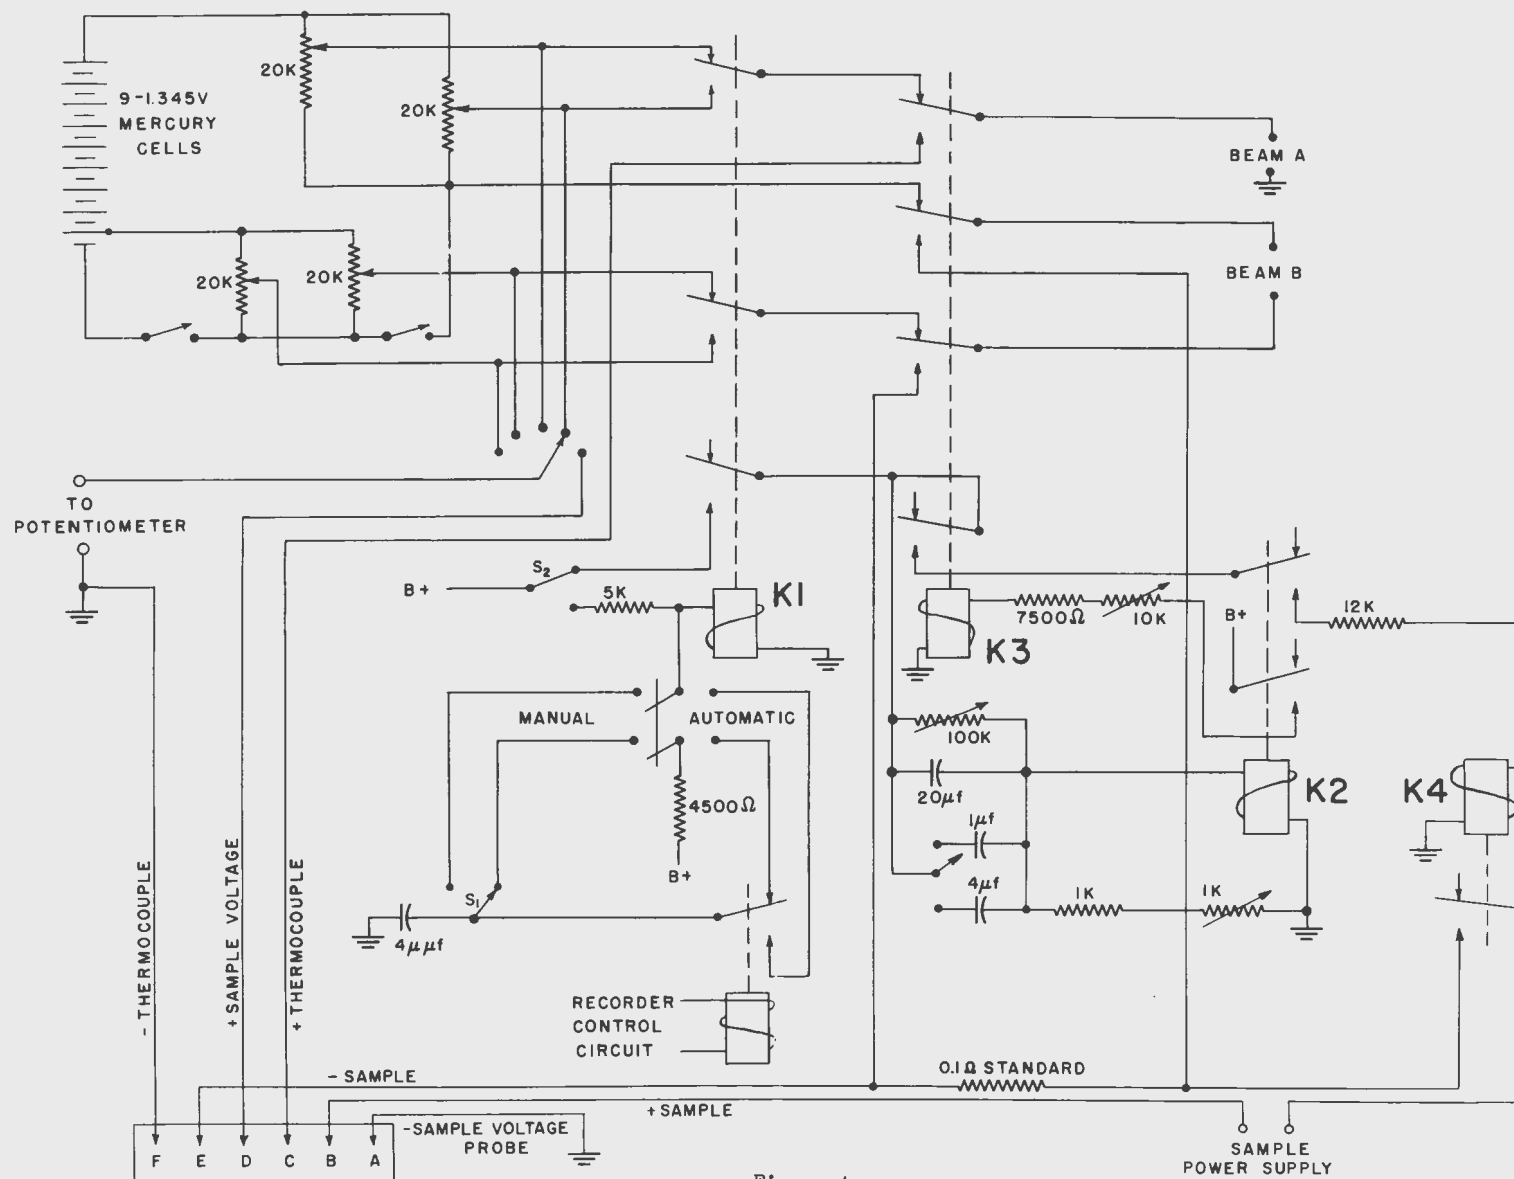 20K
9-1.345V
MERCURY
CELLS
20K
BEAM A
20K
20K
BEAM B
TO
POTENTIOMETER
S2
B+
5K
K1
7500Ω
10K
K3
B+
12K
MANUAL
AUTOMATIC
100K
4500Ω
20µf
K2
K4
1µf
B+
4µf
1K
1K
S1
4µµf
- THERMOCOUPLE
+ SAMPLE VOLTAGE
+ THERMOCOUPLE
RECORDER
CONTROL
CIRCUIT
- SAMPLE
0.1Ω STANDARD
+ SAMPLE
-SAMPLE VOLTAGE
PROBE
SAMPLE
POWER SUPPLY
F E D C B A